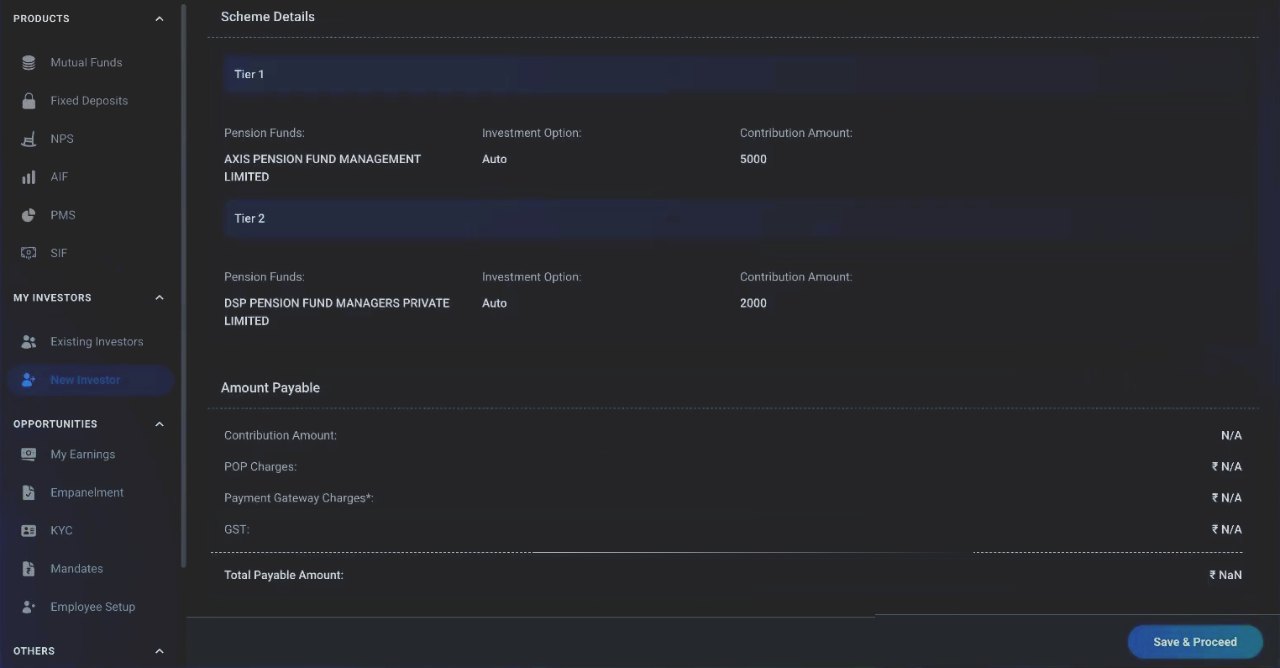 PRODUCTS
Mutual Funds
Fixed Deposits
NPS
AIF
PMS
SIF
MY INVESTORS
Existing Investors
New Investor
OPPORTUNITIES
My Earnings
Empanelment
KYC
Mandates
Employee Setup
OTHERS
Scheme Details
Tier 1
Pension Funds: Investment Option: Contribution Amount:
AXIS PENSION FUND MANAGEMENT Auto 5000
LIMITED
Tier 2
Pension Funds: Investment Option: Contribution Amount:
DSP PENSION FUND MANAGERS PRIVATE Auto 2000
LIMITED
Amount Payable
Contribution Amount: N/A
POP Charges: ₹ N/A
Payment Gateway Charges*: ₹ N/A
GST: ₹ N/A
Total Payable Amount: ₹ NaN
Save & Proceed